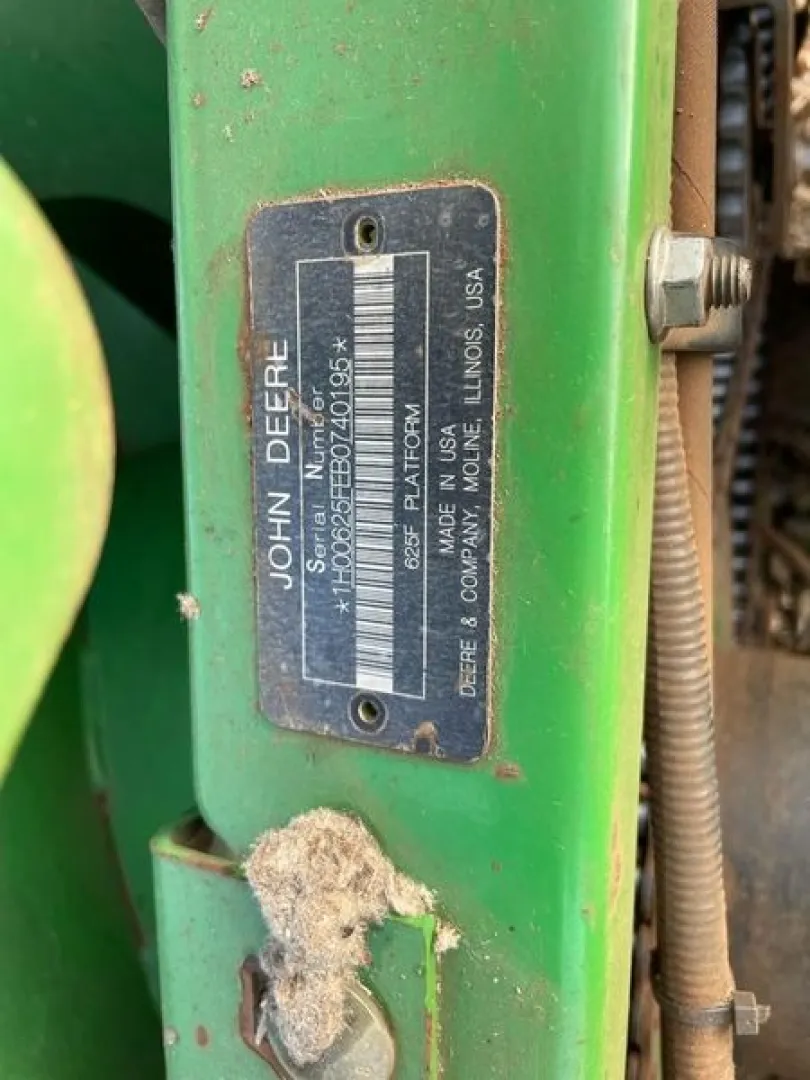 JOHN DEERE
Serial Number
*1H00625FEB0740195*
625F PLATFORM
MADE IN USA
DEERE & COMPANY, MOLINE, ILLINOIS, USA